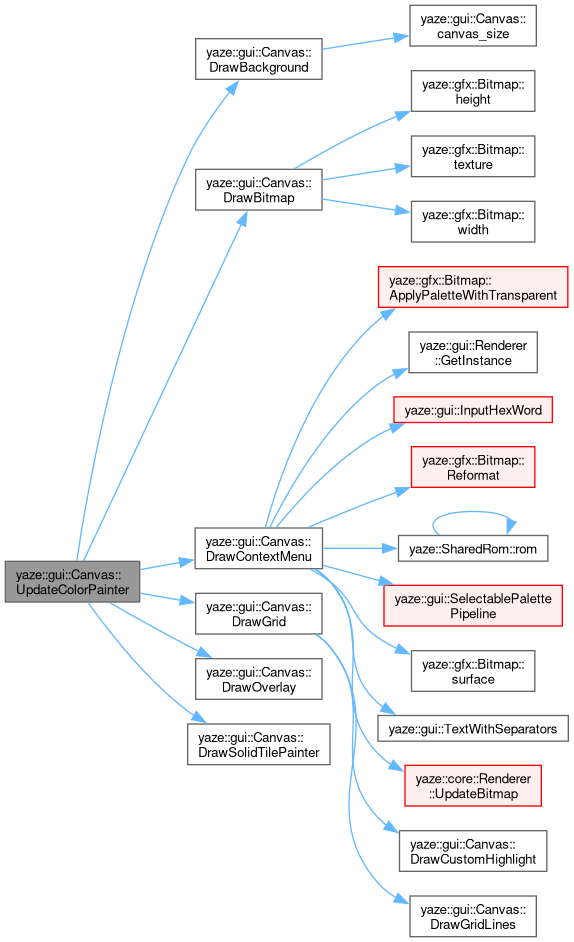 yaze::gui::Canvas::
UpdateColorPainter
yaze::gui::Canvas::
DrawBackground
yaze::gui::Canvas::
DrawBitmap
yaze::gui::Canvas::
DrawContextMenu
yaze::gui::Canvas::
DrawGrid
yaze::gui::Canvas::
DrawOverlay
yaze::gui::Canvas::
DrawSolidTilePainter
yaze::gui::Canvas::
canvas_size
yaze::gfx::Bitmap::
height
yaze::gfx::Bitmap::
texture
yaze::gfx::Bitmap::
width
yaze::gfx::Bitmap::
ApplyPaletteWithTransparent
yaze::gui::Renderer
::GetInstance
yaze::gui::InputHexWord
yaze::gfx::Bitmap::
Reformat
yaze::SharedRom::rom
yaze::gui::SelectablePalette
Pipeline
yaze::gfx::Bitmap::
surface
yaze::gui::TextWithSeparators
yaze::core::Renderer
::UpdateBitmap
yaze::gui::Canvas::
DrawCustomHighlight
yaze::gui::Canvas::
DrawGridLines